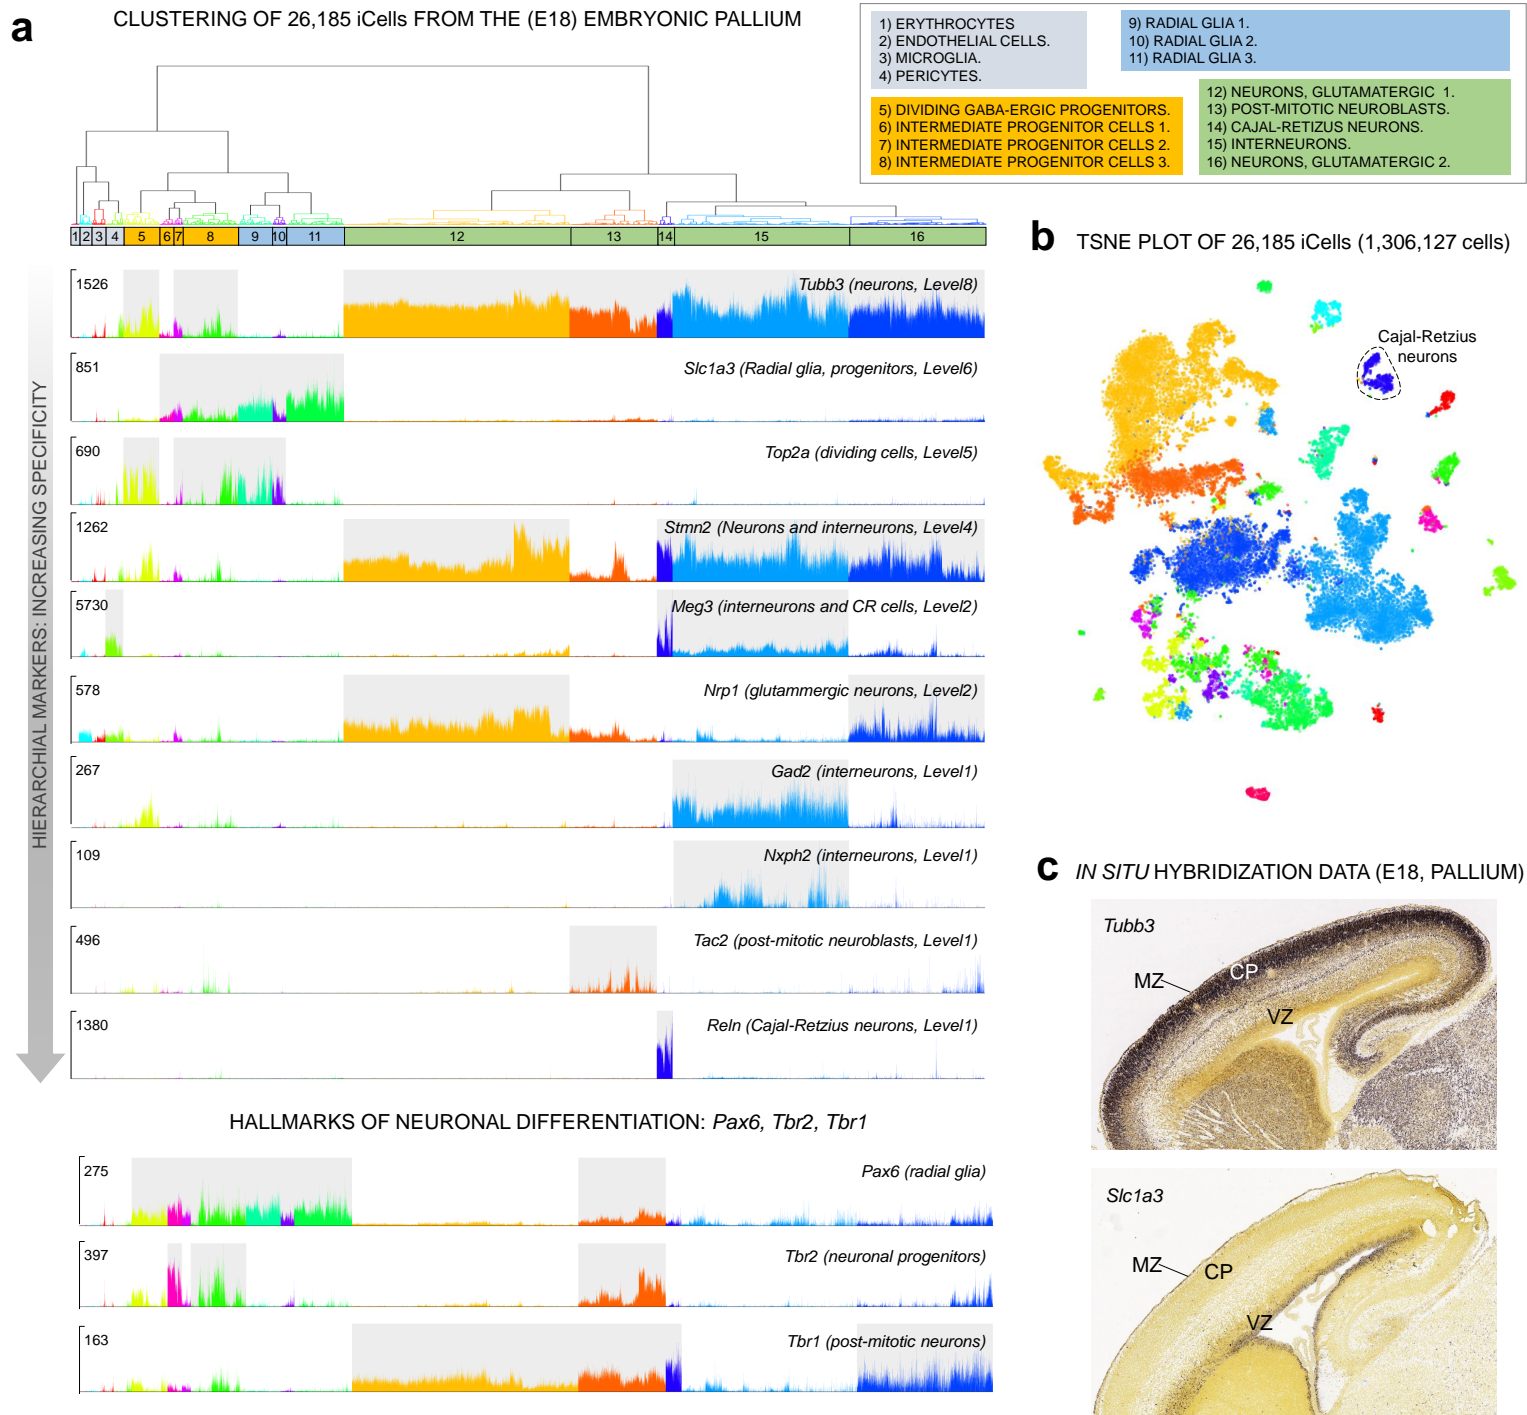 a
CLUSTERING OF 26,185 iCells FROM THE (E18) EMBRYONIC PALLIUM
1) ERYTHROCYTES
2) ENDOTHELIAL CELLS.
3) MICROGLIA.
4) PERICYTES.
5) DIVIDING GABA-ERGIC PROGENITORS.
6) INTERMEDIATE PROGENITOR CELLS 1.
7) INTERMEDIATE PROGENITOR CELLS 2.
8) INTERMEDIATE PROGENITOR CELLS 3.
9) RADIAL GLIA 1.
10) RADIAL GLIA 2.
11) RADIAL GLIA 3.
12) NEURONS, GLUTAMATERGIC  1.
13) POST-MITOTIC NEUROBLASTS.
14) CAJAL-RETIZUS NEURONS.
15) INTERNEURONS.
16) NEURONS, GLUTAMATERGIC 2.
1 2 3 4 5 6 7 8 9 10 11 12 13 14 15 16
HIERARCHIAL MARKERS: INCREASING SPECIFICITY
1526
Tubb3 (neurons, Level8)
851
Slc1a3 (Radial glia, progenitors, Level6)
690
Top2a (dividing cells, Level5)
1262
Stmn2 (Neurons and interneurons, Level4)
5730
Meg3 (interneurons and CR cells, Level2)
578
Nrp1 (glutammergic neurons, Level2)
267
Gad2 (interneurons, Level1)
109
Nxph2 (interneurons, Level1)
496
Tac2 (post-mitotic neuroblasts, Level1)
1380
Reln (Cajal-Retzius neurons, Level1)
HALLMARKS OF NEURONAL DIFFERENTIATION: Pax6, Tbr2, Tbr1
275
Pax6 (radial glia)
397
Tbr2 (neuronal progenitors)
163
Tbr1 (post-mitotic neurons)
b
TSNE PLOT OF 26,185 iCells (1,306,127 cells)
Cajal-Retzius
neurons
c
IN SITU HYBRIDIZATION DATA (E18, PALLIUM)
Tubb3
CP
MZ
VZ
Slc1a3
MZ
CP
VZ